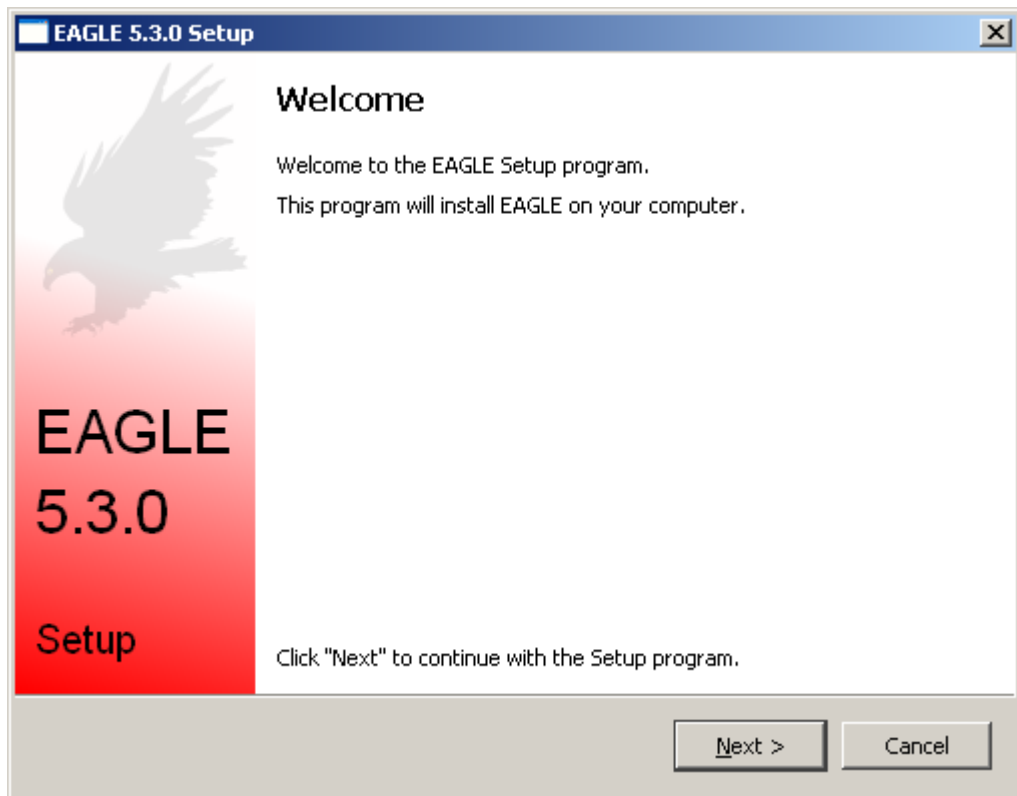 EAGLE 5.3.0 Setup
Welcome
Welcome to the EAGLE Setup program.
This program will install EAGLE on your computer.
EAGLE
5.3.0
Setup
Click "Next" to continue with the Setup program.
Next >
Cancel